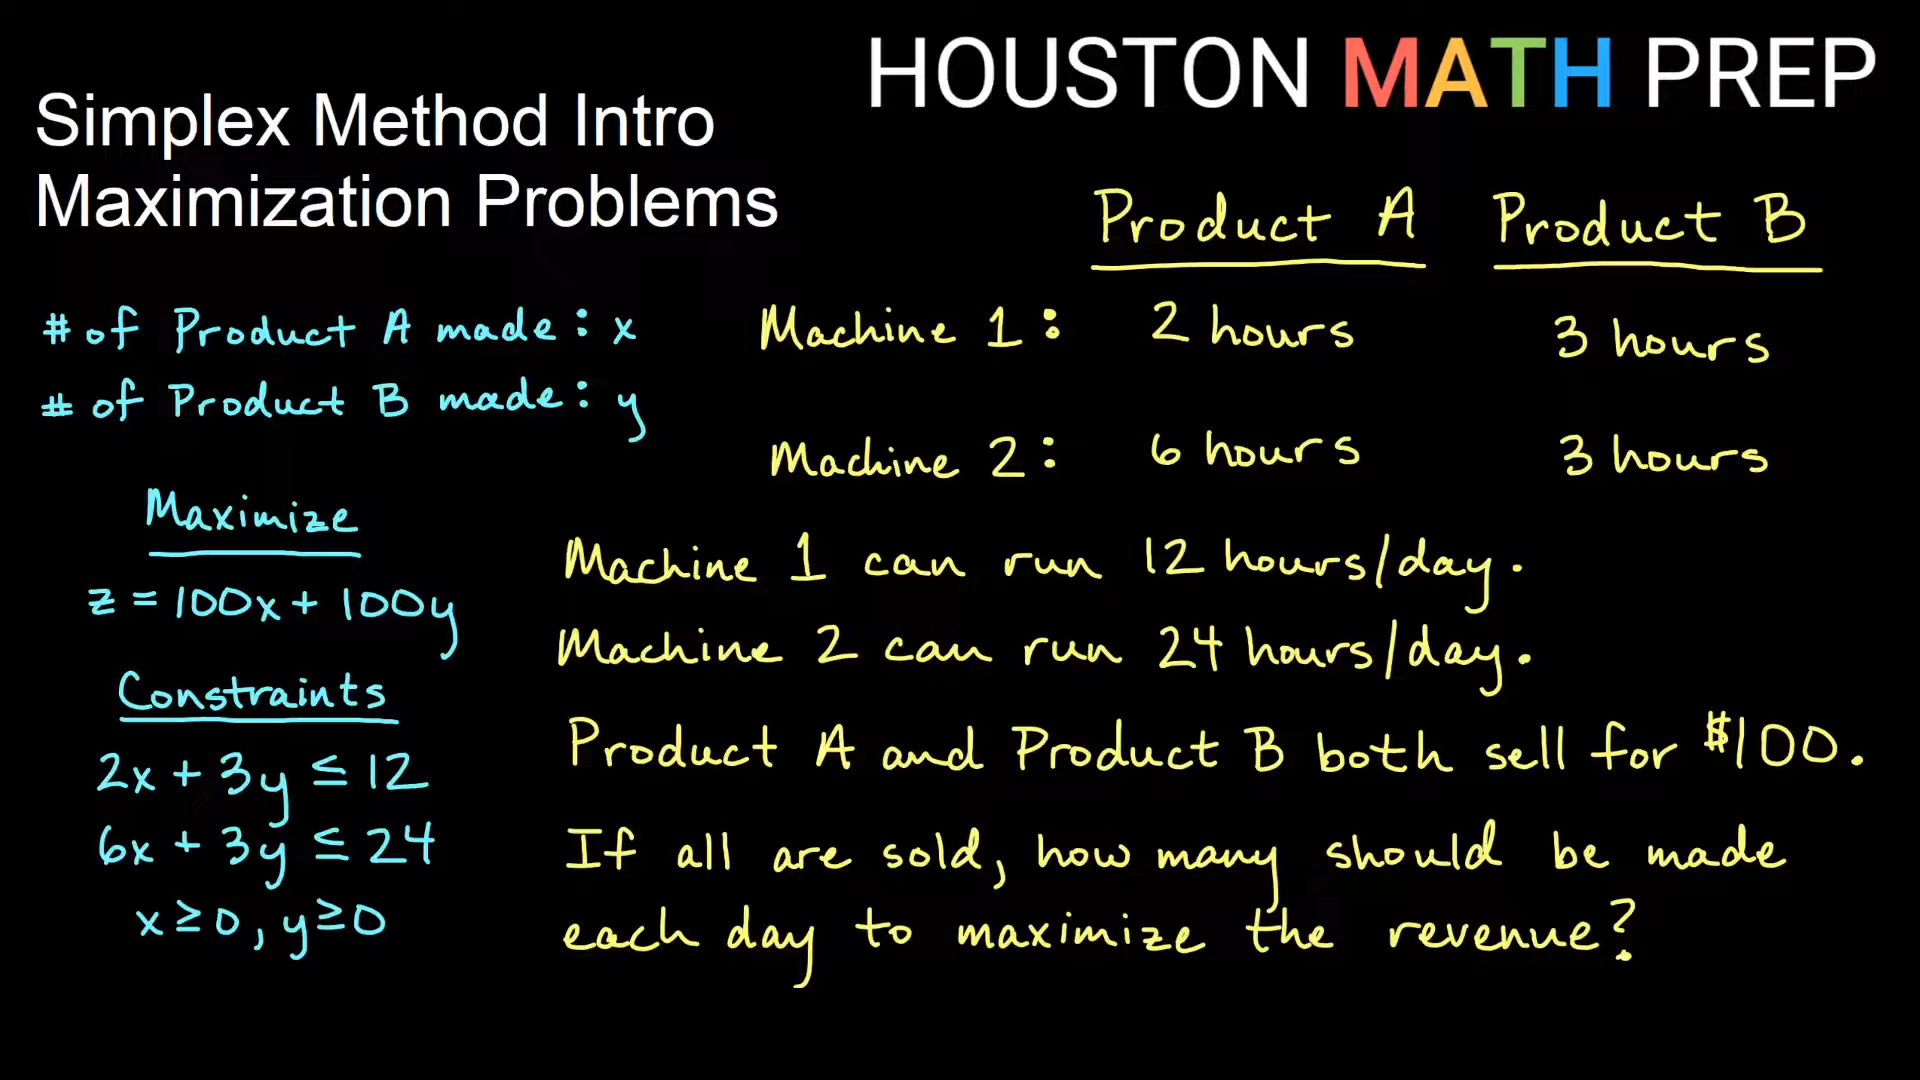 HOUSTON MATH PREP
Simplex Method Intro
Maximization Problems
Product A Product B
Machine 1: 2 hours 3 hours
Machine 2: 6 hours 3 hours
# of Product A made: x
# of Product B made: y
Maximize
z = 100x + 100y
Constraints
2x + 3y ≤ 12
6x + 3y ≤ 24
x ≥ 0, y ≥ 0
Machine 1 can run 12 hours/day.
Machine 2 can run 24 hours/day.
Product A and Product B both sell for $100.
If all are sold, how many should be made
each day to maximize the revenue?